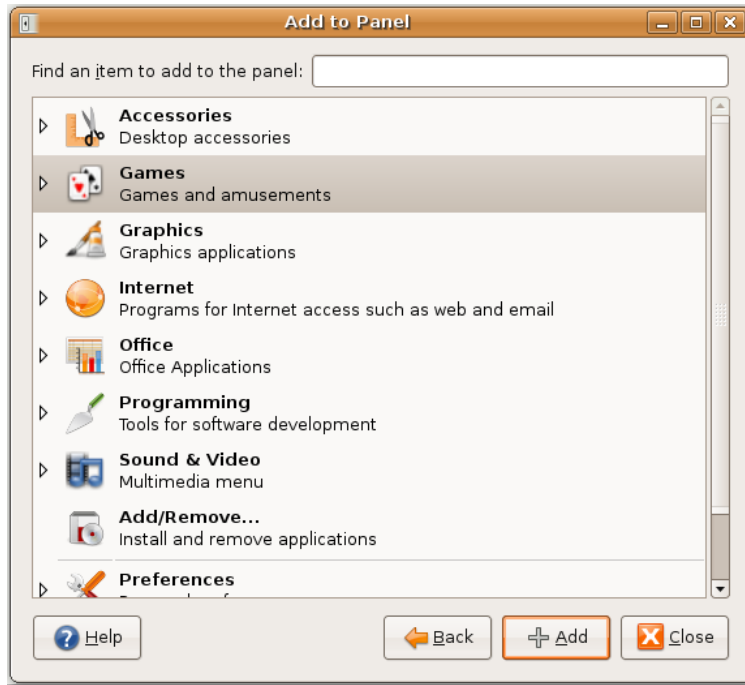 Add to Panel
Find an item to add to the panel:
Accessories
Desktop accessories
Games
Games and amusements
Graphics
Graphics applications
Internet
Programs for Internet access such as web and email
Office
Office Applications
Programming
Tools for software development
Sound & Video
Multimedia menu
Add/Remove...
Install and remove applications
Preferences
Help
Back
Add
Close